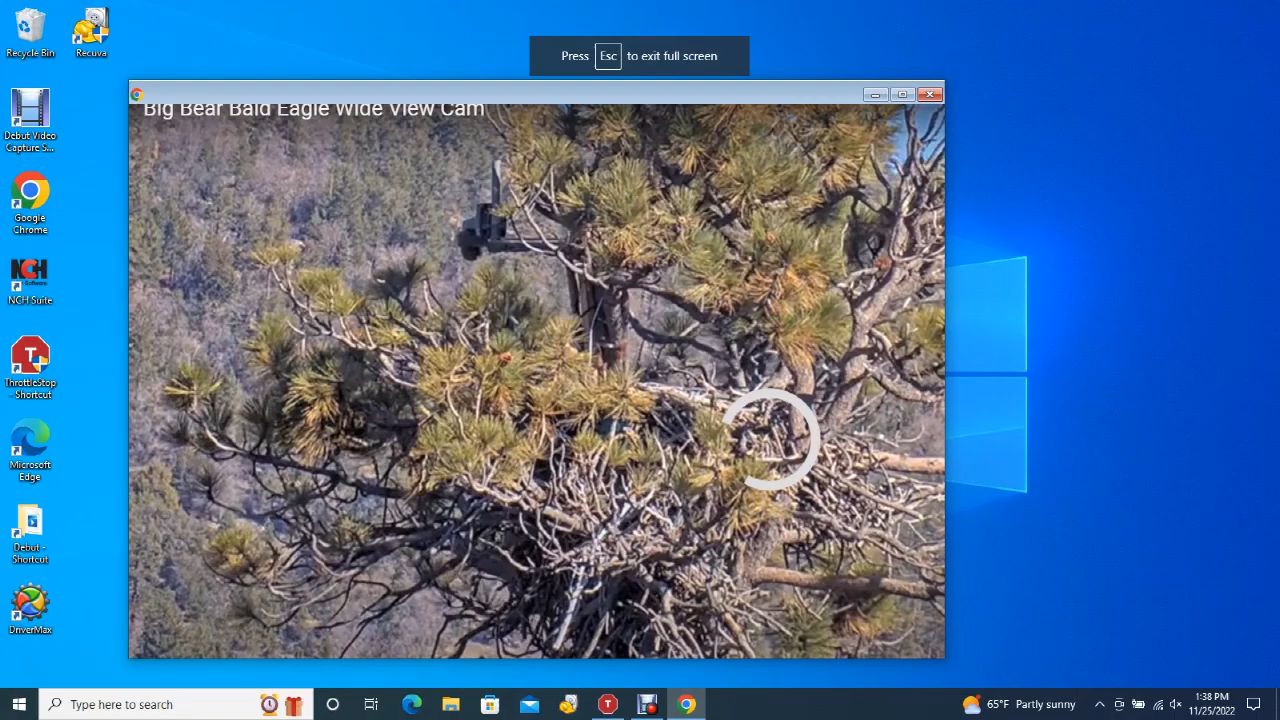 Recycle Bin
Recuva
Debut Video
Capture S...
Google
Chrome
NCH
Software
NCH Suite
T
ThrottleStop
- Shortcut
Microsoft
Edge
Debut -
Shortcut
DriverMax
Press Esc to exit full screen
Big Bear Bald Eagle Wide View Cam
Type here to search
T
65°F Partly sunny
1:38 PM
11/25/2022